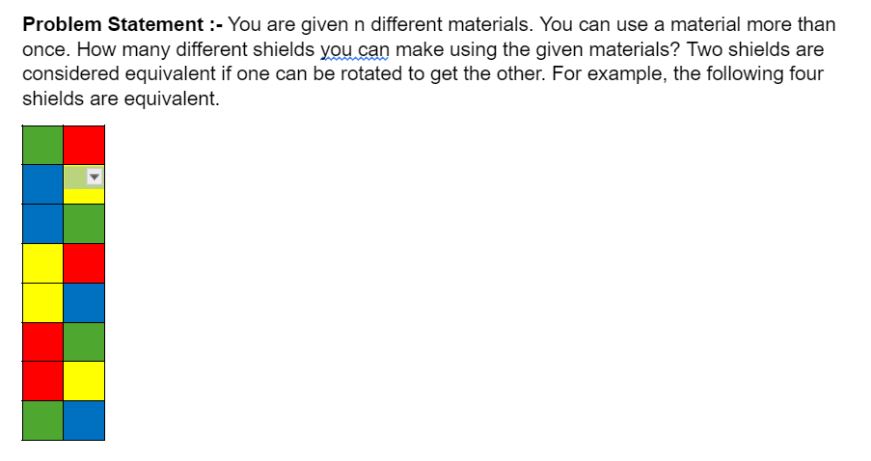 Problem Statement :- You are given n different materials. You can use a material more than
once. How many different shields you can make using the given materials? Two shields are
considered equivalent if one can be rotated to get the other. For example, the following four
shields are equivalent.